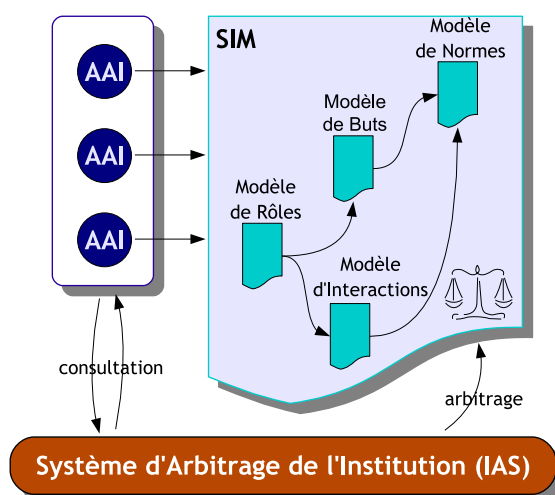 SIM
AAI
AAI
AAI
Modèle
de Normes
Modèle
de Buts
Modèle
de Rôles
Modèle
d'Interactions
consultation
arbitrage
Système d'Arbitrage de l'Institution (IAS)